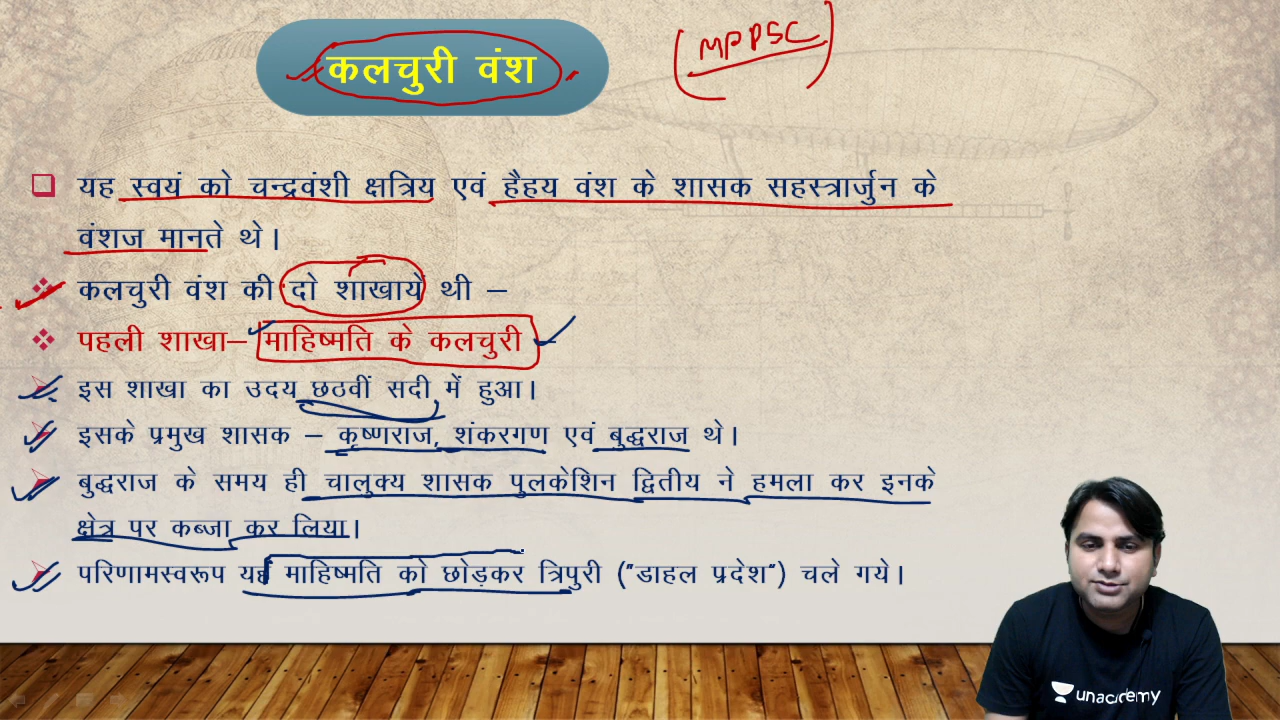 कलचुरी वंश
(MPPSC)
यह स्वयं को चन्द्रवंशी क्षत्रिय एवं हैहय वंश के शासक सहस्त्रार्जुन के
वंशज मानते थे।
कलचुरी वंश की दो शाखाये थी –
पहली शाखा– माहिष्मति के कलचुरी –
इस शाखा का उदय छठवीं सदी में हुआ।
इसके प्रमुख शासक – कृष्णराज, शंकरगण एवं बुद्धराज थे।
बुद्धराज के समय ही चालुक्य शासक पुलकेशिन द्वितीय ने हमला कर इनके
क्षेत्र पर कब्जा कर लिया।
परिणामस्वरूप यह माहिष्मति को छोड़कर त्रिपुरी ("डाहल प्रदेश") चले गये।
unacademy